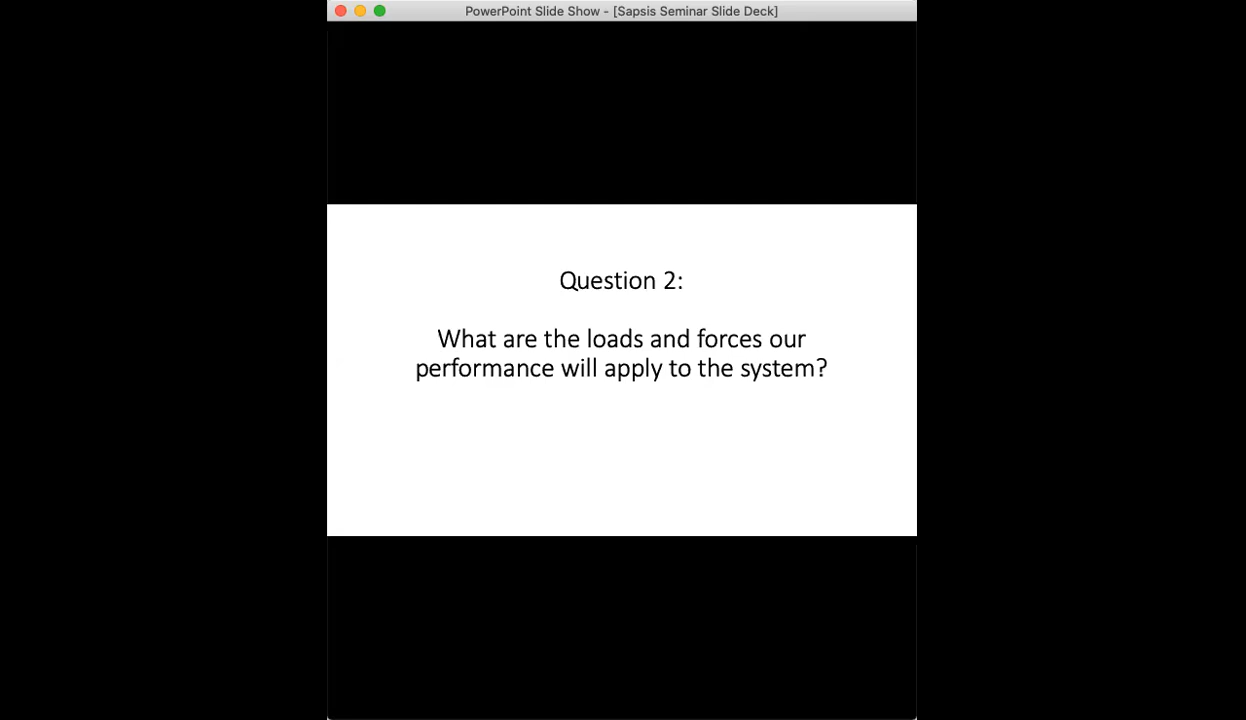 PowerPoint Slide Show - [Sapsis Seminar Slide Deck]
Question 2:
What are the loads and forces our
performance will apply to the system?